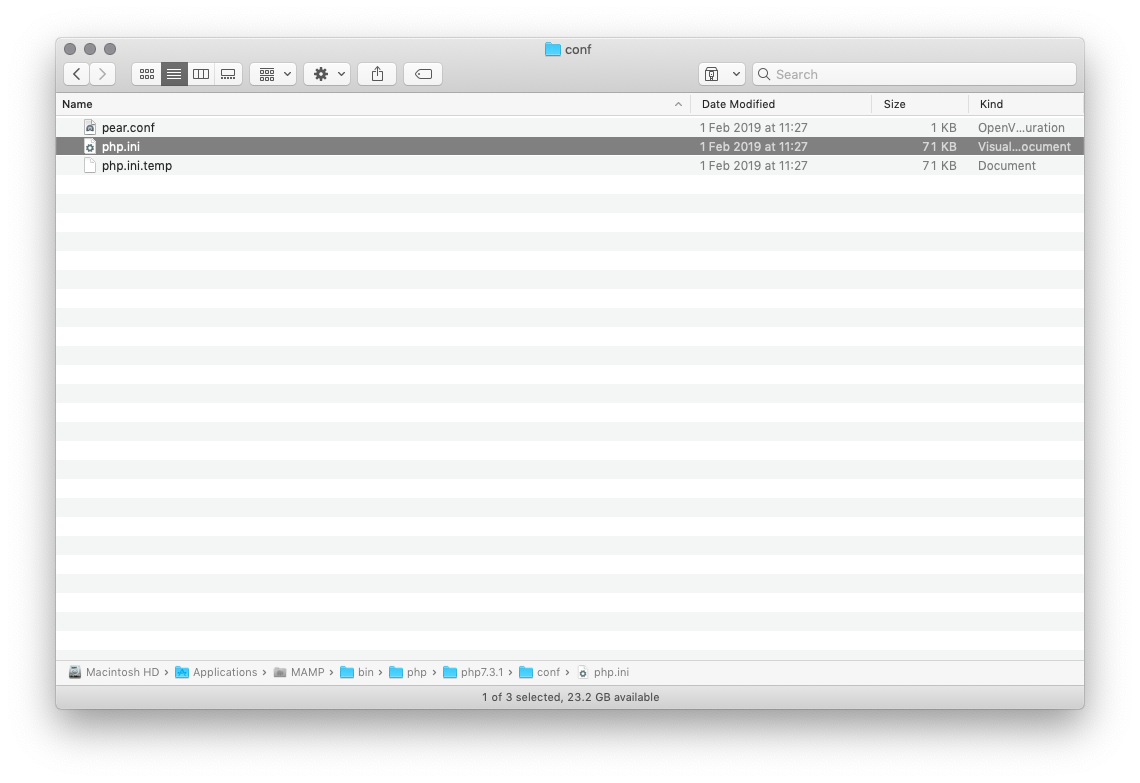 conf
Search
Name Date Modified Size Kind
pear.conf 1 Feb 2019 at 11:27 1 KB OpenV...uration
php.ini 1 Feb 2019 at 11:27 71 KB Visual...ocument
php.ini.temp 1 Feb 2019 at 11:27 71 KB Document
Macintosh HD › Applications › MAMP › bin › php › php7.3.1 › conf › php.ini
1 of 3 selected, 23.2 GB available